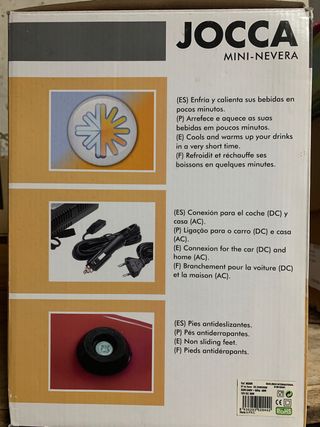 JOCCA
MINI-NEVERA
(ES) Enfria y calienta sus bebidas en
pocos minutos.
(P) Arrefece e aquece as suas
bebidas em poucos minutos.
(E) Cools and warms up your drinks
in a very short time.
(F) Refroidit et réchauffe ses
boissons en quelques minutes.
(ES) Conexión para el coche (DC) y
casa (AC).
(P) Ligação para o carro (DC) e casa
(AC).
(E) Connection for the car (DC) and
home (AC).
(F) Branchement pour la voiture (DC)
et la maison (AC).
(ES) Pies antideslizantes.
(P) Pés antiderrapantes.
(E) Non sliding feet.
(F) Pieds antidérapants.
RoHS